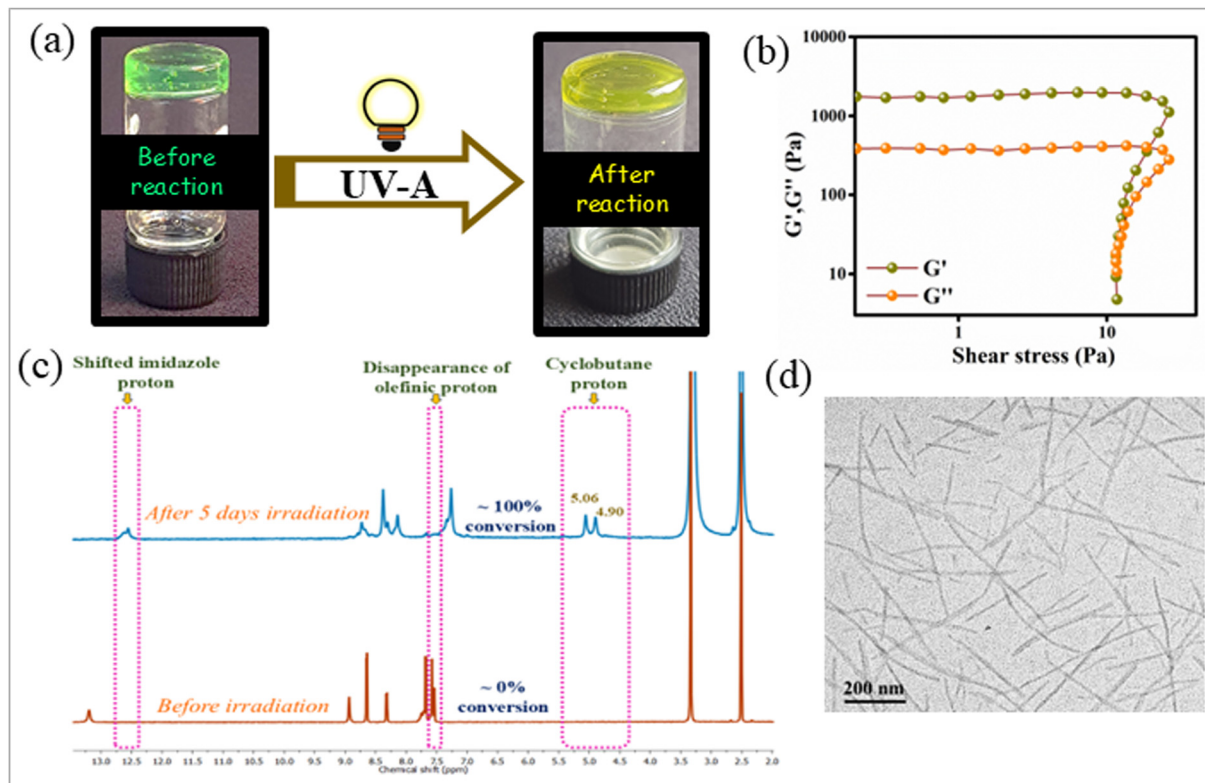 (a)
Before
reaction
UV-A
After
reaction
(b)
10000
1000
100
10
G',G'' (Pa)
G'
G''
1
10
Shear stress (Pa)
(c)
Shifted imidazole
proton
Disappearance of
olefinic proton
Cyclobutane
proton
After 5 days irradiation
~ 100%
conversion
5.06
4.90
Before irradiation
~ 0%
conversion
13.0 12.5 12.0 11.5 11.0 10.5 10.0 9.5 9.0 8.5 8.0 7.5 7.0 6.5 6.0 5.5 5.0 4.5 4.0 3.5 3.0 2.5 2.0
Chemical shift (ppm)
(d)
200 nm